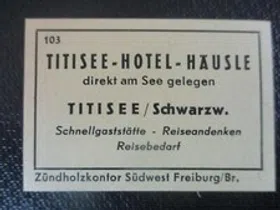 103
TITISEE-HOTEL-HÄUSLE
direkt am See gelegen
TITISEE/Schwarzw.
Schnellgaststätte - Reiseandenken
Reisebedarf
Zündholzkontor Südwest Freiburg/Br.